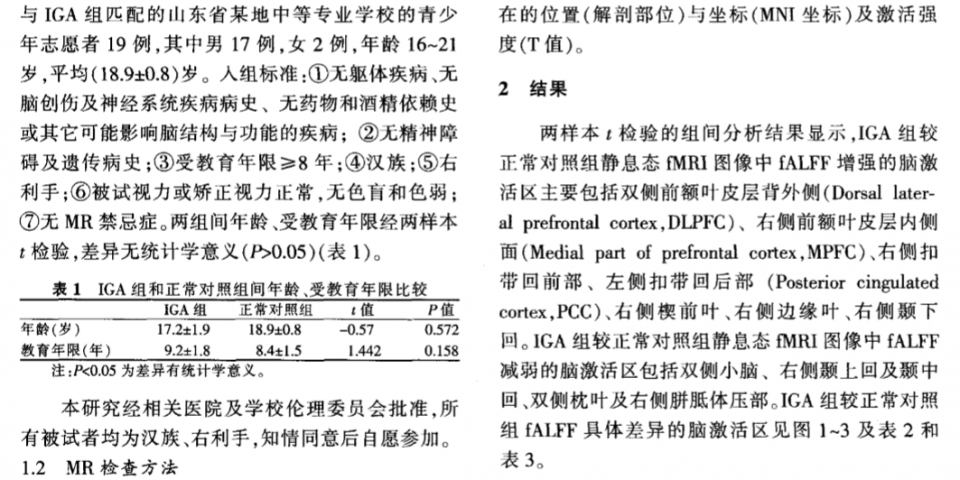 与 IGA 组匹配的山东省某地中等专业学校的青少
年志愿者 19 例,其中男 17 例,女 2 例,年龄 16~21
岁,平均(18.9±0.8)岁。入组标准:①无躯体疾病、无
脑创伤及神经系统疾病病史、无药物和酒精依赖史
或其它可能影响脑结构与功能的疾病; ②无精神障
碍及遗传病史;③受教育年限≥8 年;④汉族;⑤右
利手;⑥被试视力或矫正视力正常,无色盲和色弱;
⑦无 MR 禁忌症。两组间年龄、受教育年限经两样本
t 检验,差异无统计学意义(P>0.05)(表 1)。
表 1 IGA 组和正常对照组间年龄、受教育年限比较
IGA 组 正常对照组 t 值 P 值
年龄(岁) 17.2±1.9 18.9±0.8 -0.57 0.572
教育年限(年) 9.2±1.8 8.4±1.5 1.442 0.158
注:P<0.05 为差异有统计学意义。
本研究经相关医院及学校伦理委员会批准,所
有被试者均为汉族、右利手,知情同意后自愿参加。
1.2 MR 检查方法
在的位置(解剖部位)与坐标(MNI 坐标)及激活强
度(T 值)。
2 结果
两样本 t 检验的组间分析结果显示,IGA 组较
正常对照组静息态 fMRI 图像中 fALFF 增强的脑激
活区主要包括双侧前额叶皮层背外侧(Dorsal later-
al prefrontal cortex,DLPFC)、右侧前额叶皮层内侧
面(Medial part of prefrontal cortex,MPFC)、右侧扣
带回前部、左侧扣带回后部 (Posterior cingulated
cortex,PCC)、右侧楔前叶、右侧边缘叶、右侧颞下
回。IGA 组较正常对照组静息态 fMRI 图像中 fALFF
减弱的脑激活区包括双侧小脑、右侧颞上回及颞中
回、双侧枕叶及右侧胼胝体压部。IGA 组较正常对照
组 fALFF 具体差异的脑激活区见图 1~3 及表 2 和
表 3。